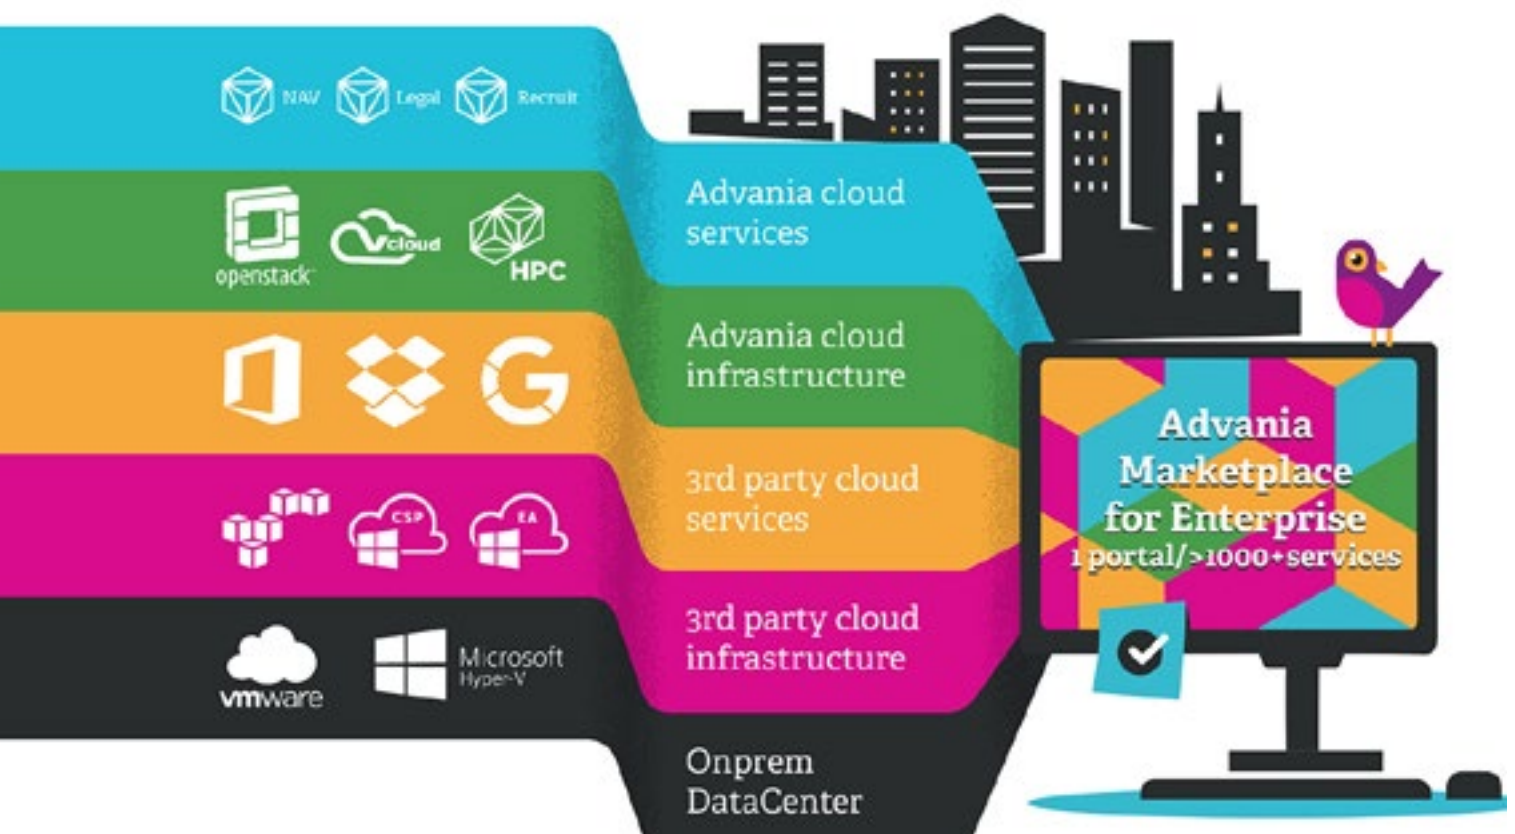 NAV
Legal
Recruit
openstack
vcloud
HPC
CSP
EA
vmware
Microsoft
Hyper-V
Advania cloud
services
Advania cloud
infrastructure
3rd party cloud
services
3rd party cloud
infrastructure
Onprem
DataCenter
Advania
Marketplace
for Enterprise
1 portal/>1000+services